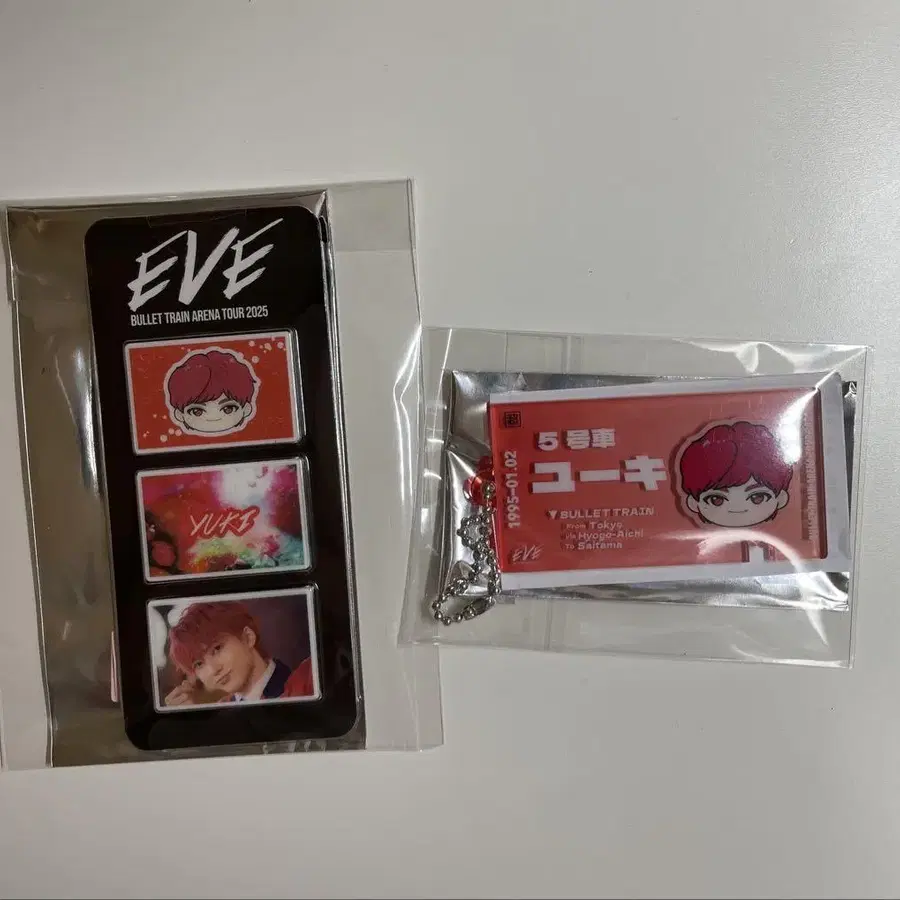 EVE
BULLET TRAIN ARENA TOUR 2025
YUKI
5号車
ユーキ
1995-01.02
▼BULLET TRAIN
From Tokyo
via Hyogo-Aichi
To Saitama
EVE